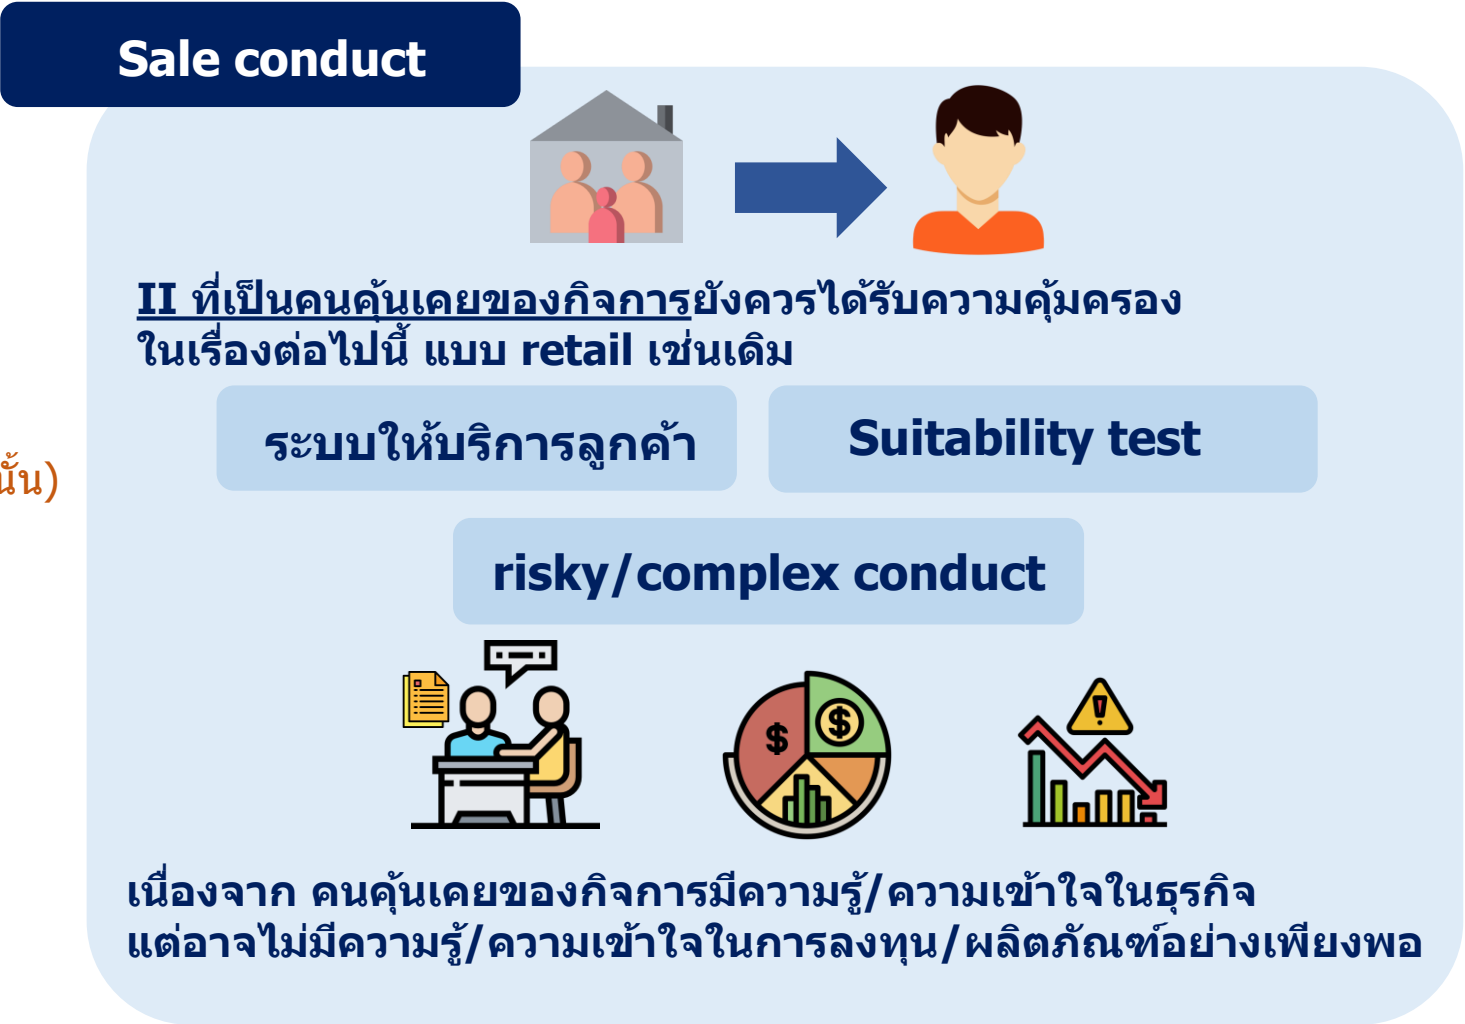 Sale conduct
II ที่เป็นคนคุ้นเคยของกิจการยังควรได้รับความคุ้มครอง
ในเรื่องต่อไปนี้ แบบ retail เช่นเดิม
ระบบให้บริการลูกค้า
Suitability test
นั้น)
risky/complex conduct
เนื่องจาก คนคุ้นเคยของกิจการมีความรู้/ความเข้าใจในธุรกิจ
แต่อาจไม่มีความรู้/ความเข้าใจในการลงทุน/ผลิตภัณฑ์อย่างเพียงพอ